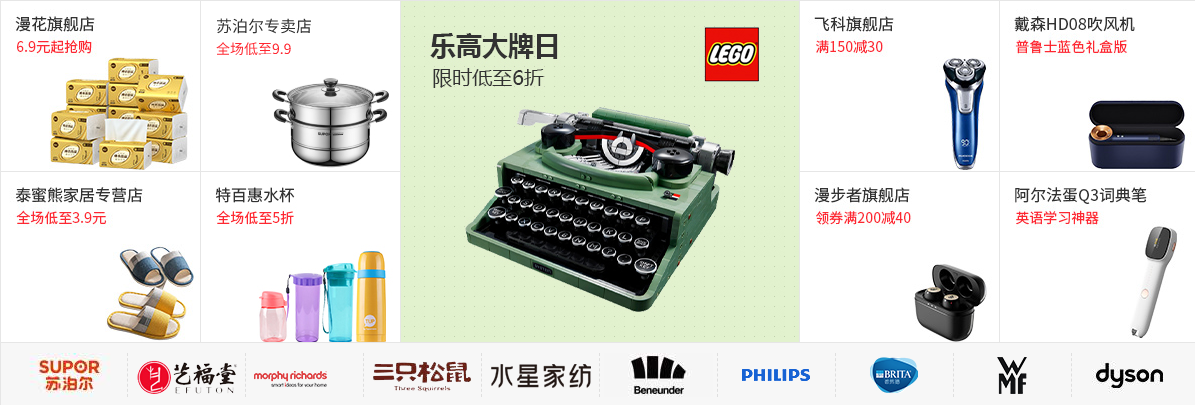 漫花旗舰店
6.9元起抢购
苏泊尔专卖店
全场低至9.9
乐高大牌日
限时低至6折
LEGO
飞科旗舰店
满150减30
戴森HD08吹风机
普鲁士蓝色礼盒版
泰蜜熊家居专营店
全场低至3.9元
特百惠水杯
全场低至5折
漫步者旗舰店
领券满200减40
阿尔法蛋Q3词典笔
英语学习神器
SUPOR
苏泊尔
艺福堂
EFUTON
morphy richards
smart ideas for your home
三只松鼠
Three Squirrels
水星家纺
Beneunder
PHILIPS
BRITA
WMF
dyson